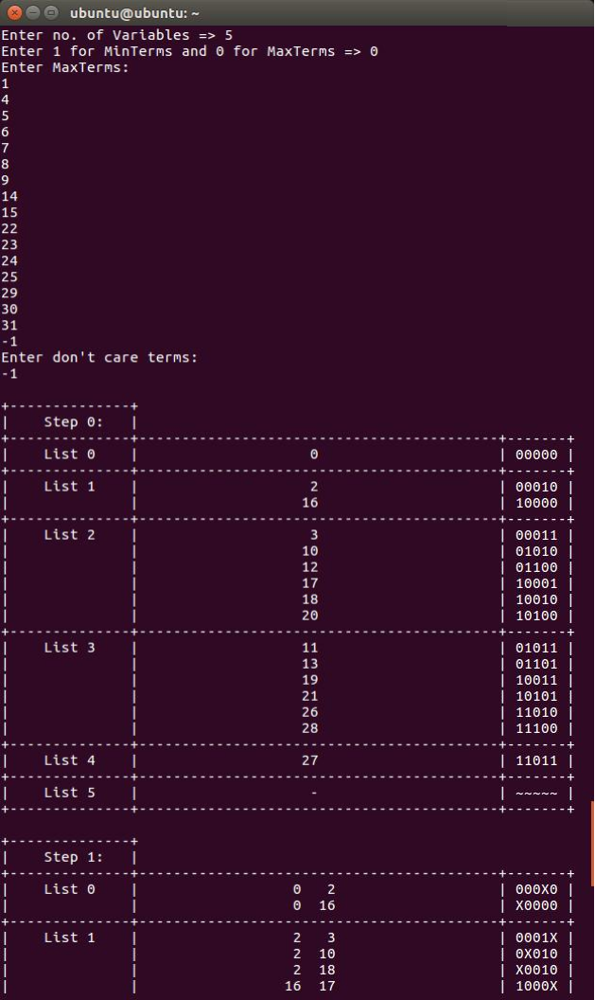 ubuntu@ubuntu: ~
Enter no. of Variables => 5
Enter 1 for MinTerms and 0 for MaxTerms => 0
Enter MaxTerms:
1
4
5
6
7
8
9
14
15
22
23
24
25
29
30
31
-1
Enter don't care terms:
-1
+--------------+
|    Step 0:   |
+--------------+------------------------------------------+-------+
|    List 0    |                    0                     | 00000 |
+--------------+------------------------------------------+-------+
|    List 1    |                    2                     | 00010 |
|              |                   16                     | 10000 |
+--------------+------------------------------------------+-------+
|    List 2    |                    3                     | 00011 |
|              |                   10                     | 01010 |
|              |                   12                     | 01100 |
|              |                   17                     | 10001 |
|              |                   18                     | 10010 |
|              |                   20                     | 10100 |
+--------------+------------------------------------------+-------+
|    List 3    |                   11                     | 01011 |
|              |                   13                     | 01101 |
|              |                   19                     | 10011 |
|              |                   21                     | 10101 |
|              |                   26                     | 11010 |
|              |                   28                     | 11100 |
+--------------+------------------------------------------+-------+
|    List 4    |                   27                     | 11011 |
+--------------+------------------------------------------+-------+
|    List 5    |                    -                     | ~~~~~ |
+--------------+------------------------------------------+-------+
+--------------+
|    Step 1:   |
+--------------+------------------------------------------+-------+
|    List 0    |                  0   2                   | 000X0 |
|              |                  0  16                   | X0000 |
+--------------+------------------------------------------+-------+
|    List 1    |                  2   3                   | 0001X |
|              |                  2  10                   | 0X010 |
|              |                  2  18                   | X0010 |
|              |                 16  17                   | 1000X |